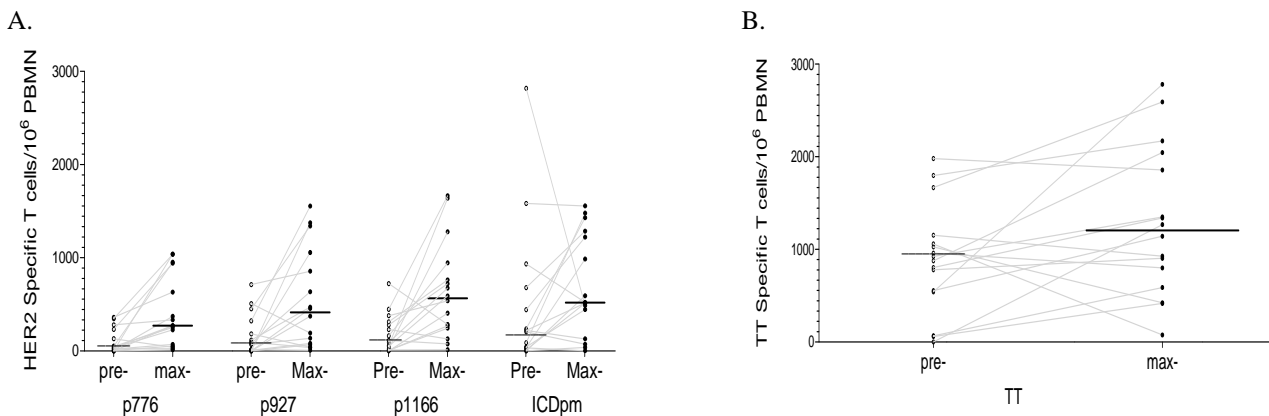 A.
HER2 Specific T cells/10⁶ PBMN
3000
2000
1000
0
pre- max- pre- Max- Pre- Max- Pre- Max-
p776 p927 p1166 ICDpm
B.
TT Specific T cells/10⁶ PBMN
3000
2000
1000
0
pre- max-
TT